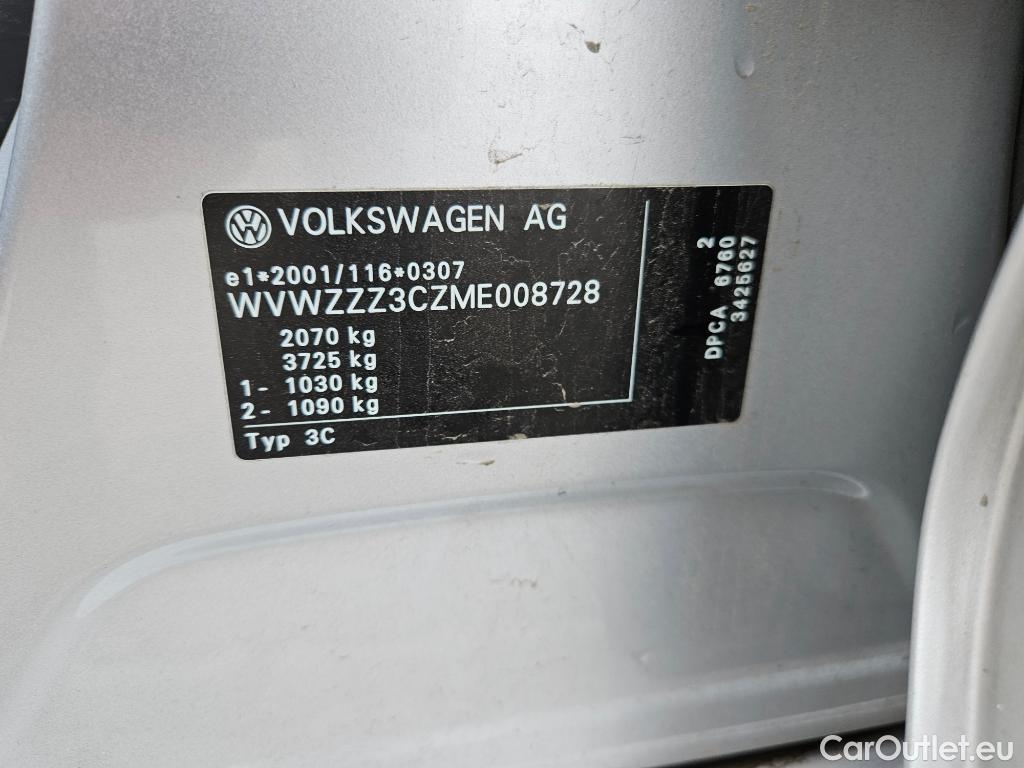 VOLKSWAGEN AG
e1*2001/116*0307
WVWZZZ3CZME008728
2070 kg
3725 kg
1- 1030 kg
2- 1090 kg
Typ 3C
2
DPCA 6760
3425627
CarOutlet.eu